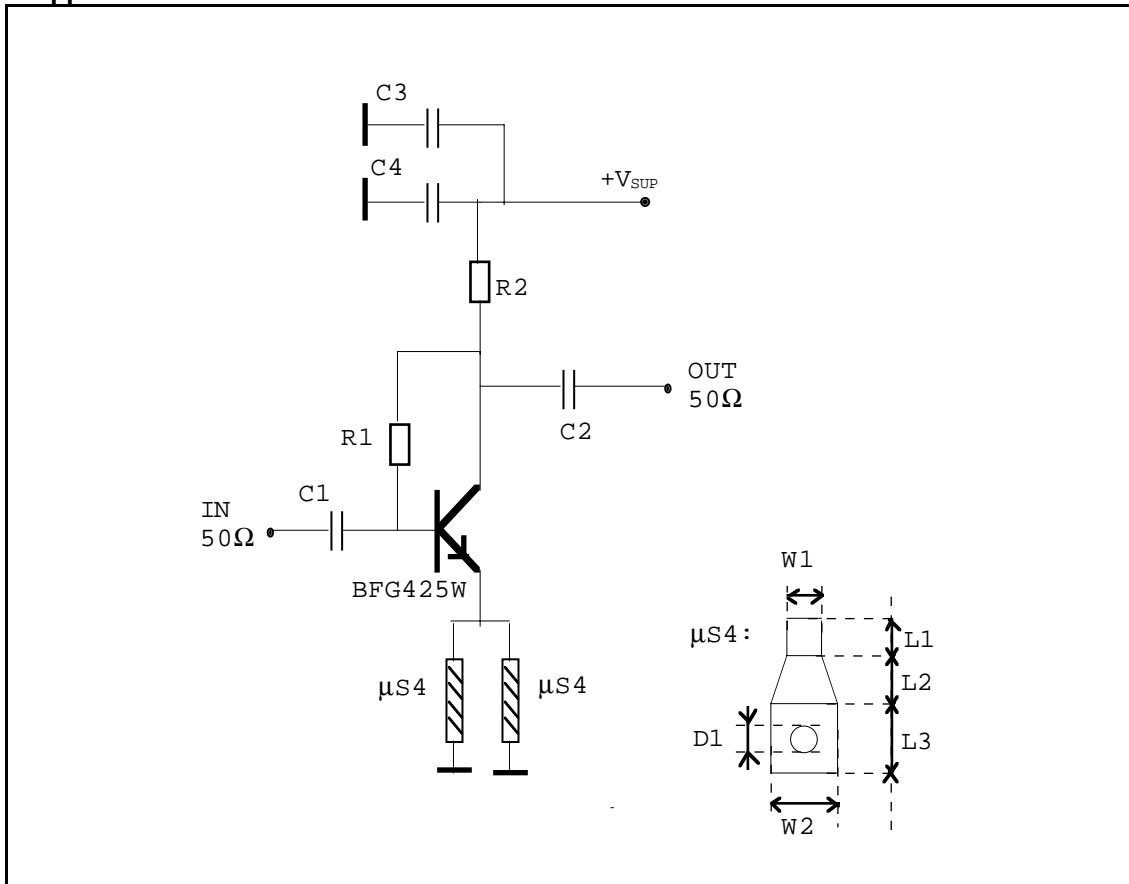 C3
C4
+VSUP
R2
OUT
50Ω
C2
R1
C1
IN
50Ω
BFG425W
W1
µS4:
L1
µS4
µS4
L2
D1
L3
W2